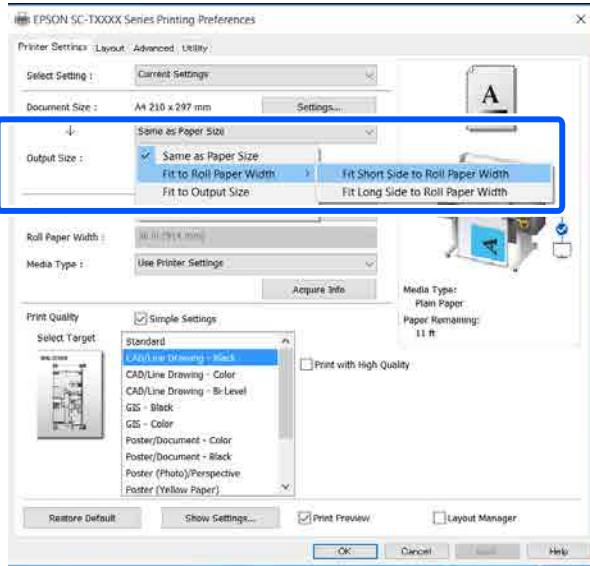 EPSON SC-TXXXX Series Printing Preferences
Printer Settings Layout Advanced Utility
Select Setting : Current Settings
Document Size : A4 210 x 297 mm Settings...
Same as Paper Size
Output Size : Same as Paper Size
Fit to Roll Paper Width Fit Short Side to Roll Paper Width
Fit to Output Size Fit Long Side to Roll Paper Width
Roll Paper Width :
Media Type : Use Printer Settings
Acquire Info
Media Type:
Plain Paper
Paper Remaining:
11 ft
Print Quality Simple Settings
Select Target
Standard
CAD/Line Drawing - Black
CAD/Line Drawing - Color
CAD/Line Drawing - Bi-Level
GIS - Black
GIS - Color
Poster/Document - Color
Poster/Document - Black
Poster (Photo)/Perspective
Poster (Yellow Paper)
Print with High Quality
Restore Default Show Settings... Print Preview Layout Manager
OK Cancel Help
A
A